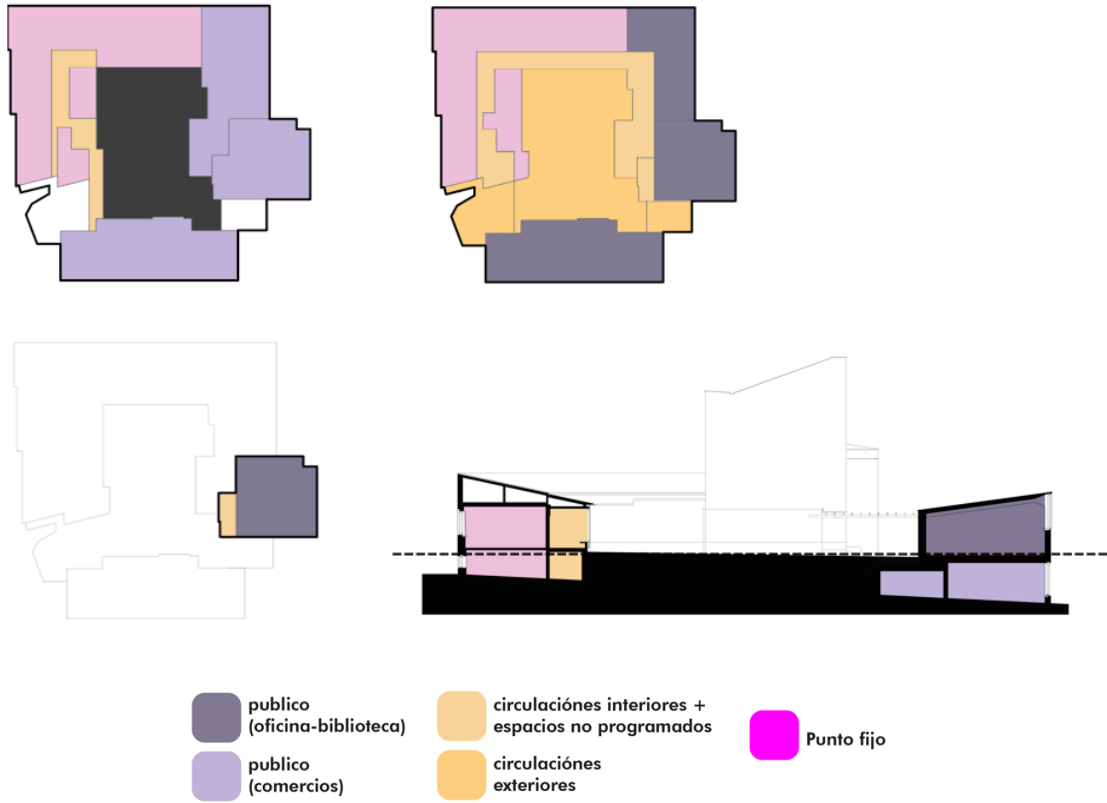 publico
(oficina-biblioteca)
publico
(comercios)
circulaciónes interiores +
espacios no programados
circulaciónes
exteriores
Punto fijo